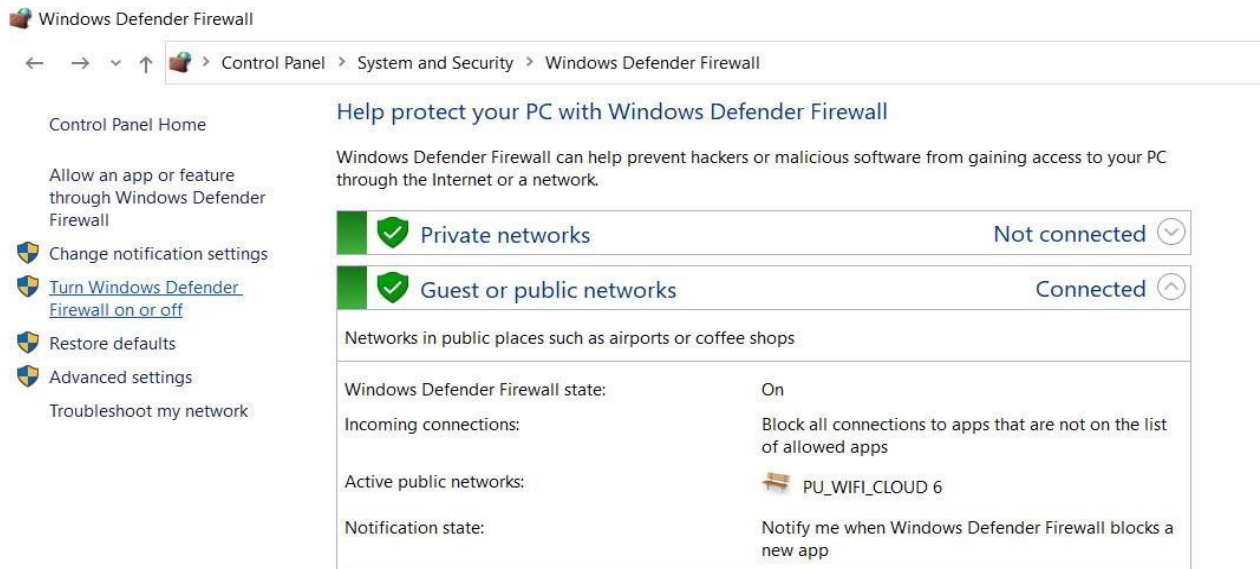 Windows Defender Firewall
Control Panel > System and Security > Windows Defender Firewall
Control Panel Home
Allow an app or feature
through Windows Defender
Firewall
Change notification settings
Turn Windows Defender
Firewall on or off
Restore defaults
Advanced settings
Troubleshoot my network
Help protect your PC with Windows Defender Firewall
Windows Defender Firewall can help prevent hackers or malicious software from gaining access to your PC
through the Internet or a network.
Private networks Not connected
Guest or public networks Connected
Networks in public places such as airports or coffee shops
Windows Defender Firewall state: On
Incoming connections: Block all connections to apps that are not on the list
of allowed apps
Active public networks: PU_WIFI_CLOUD 6
Notification state: Notify me when Windows Defender Firewall blocks a
new app